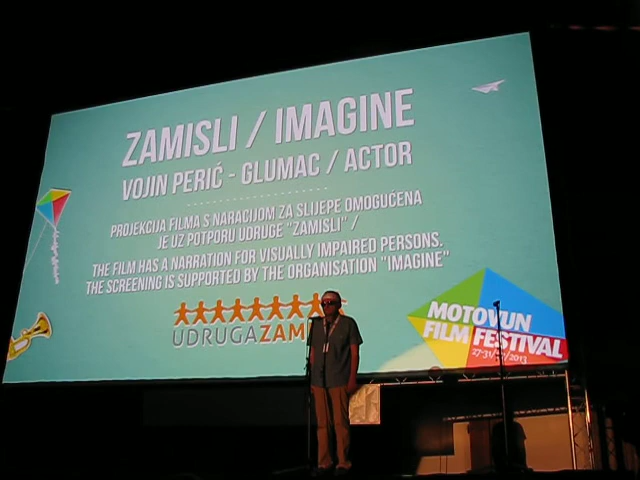 ZAMISLI / IMAGINE
VOJIN PERIĆ - GLUMAC / ACTOR
PROJEKCIJA FILMA S NARACIJOM ZA SLIJEPE OMOGUĆENA
JE UZ POTPORU UDRUGE "ZAMISLI" /
THE FILM HAS A NARRATION FOR VISUALLY IMPAIRED PERSONS.
THE SCREENING IS SUPPORTED BY THE ORGANISATION "IMAGINE"
UDRUGAZAM
MOTOVUN
FILM FESTIVAL